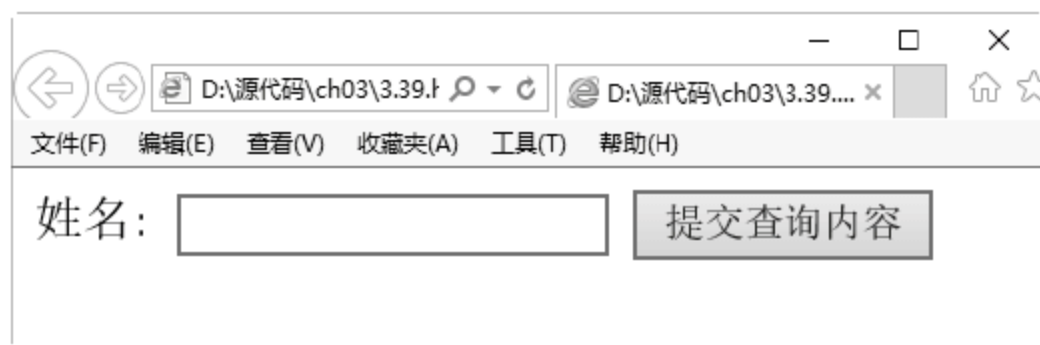 D:\源代码\ch03\3.39.h
D:\源代码\ch03\3.39....
文件(F) 编辑(E) 查看(V) 收藏夹(A) 工具(T) 帮助(H)
姓名: 提交查询内容